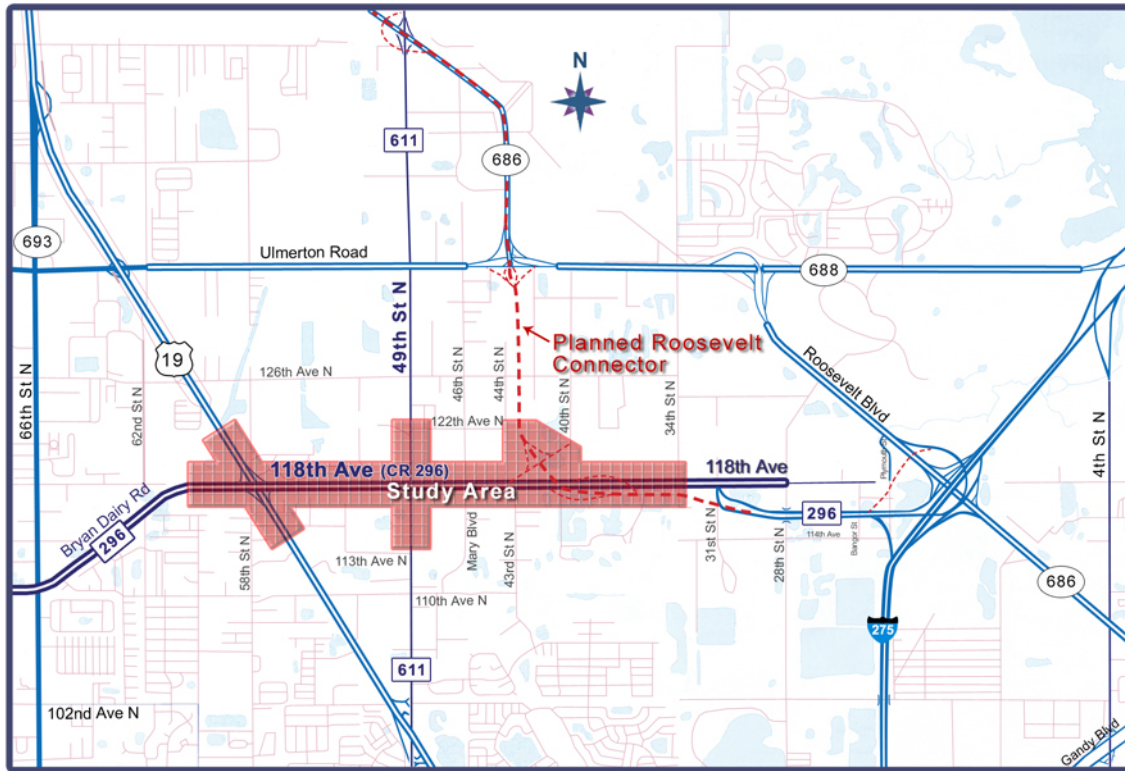 N
611
686
693
Ulmerton Road
688
49th St N
Planned Roosevelt
Connector
19
Roosevelt Blvd
66th St N
62nd St N
126th Ave N
46th St N
44th St N
122th Ave N
40th St N
34th St N
4th St N
118th Ave (CR 296)
118th Ave
Study Area
Plymouth St
Bryan Dairy Rd
296
58th St N
113th Ave N
Mary Blvd
43rd St N
31st St N
28th St N
296
114th Ave
Bangor St
110th Ave N
686
275
611
102nd Ave N
Gandy Blvd